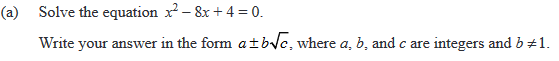 (a) Solve the equation x² – 8x + 4 = 0.
Write your answer in the form a ± b√c, where a, b, and c are integers and b ≠ 1.